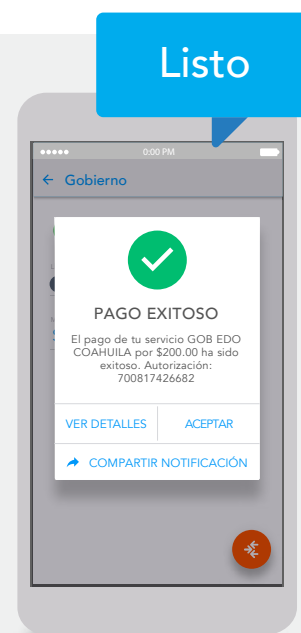 Listo
0:00 PM
Gobierno
PAGO EXITOSO
El pago de tu servicio GOB EDO
COAHUILA por $200.00 ha sido
exitoso. Autorización:
700817426682
VER DETALLES ACEPTAR
COMPARTIR NOTIFICACIÓN